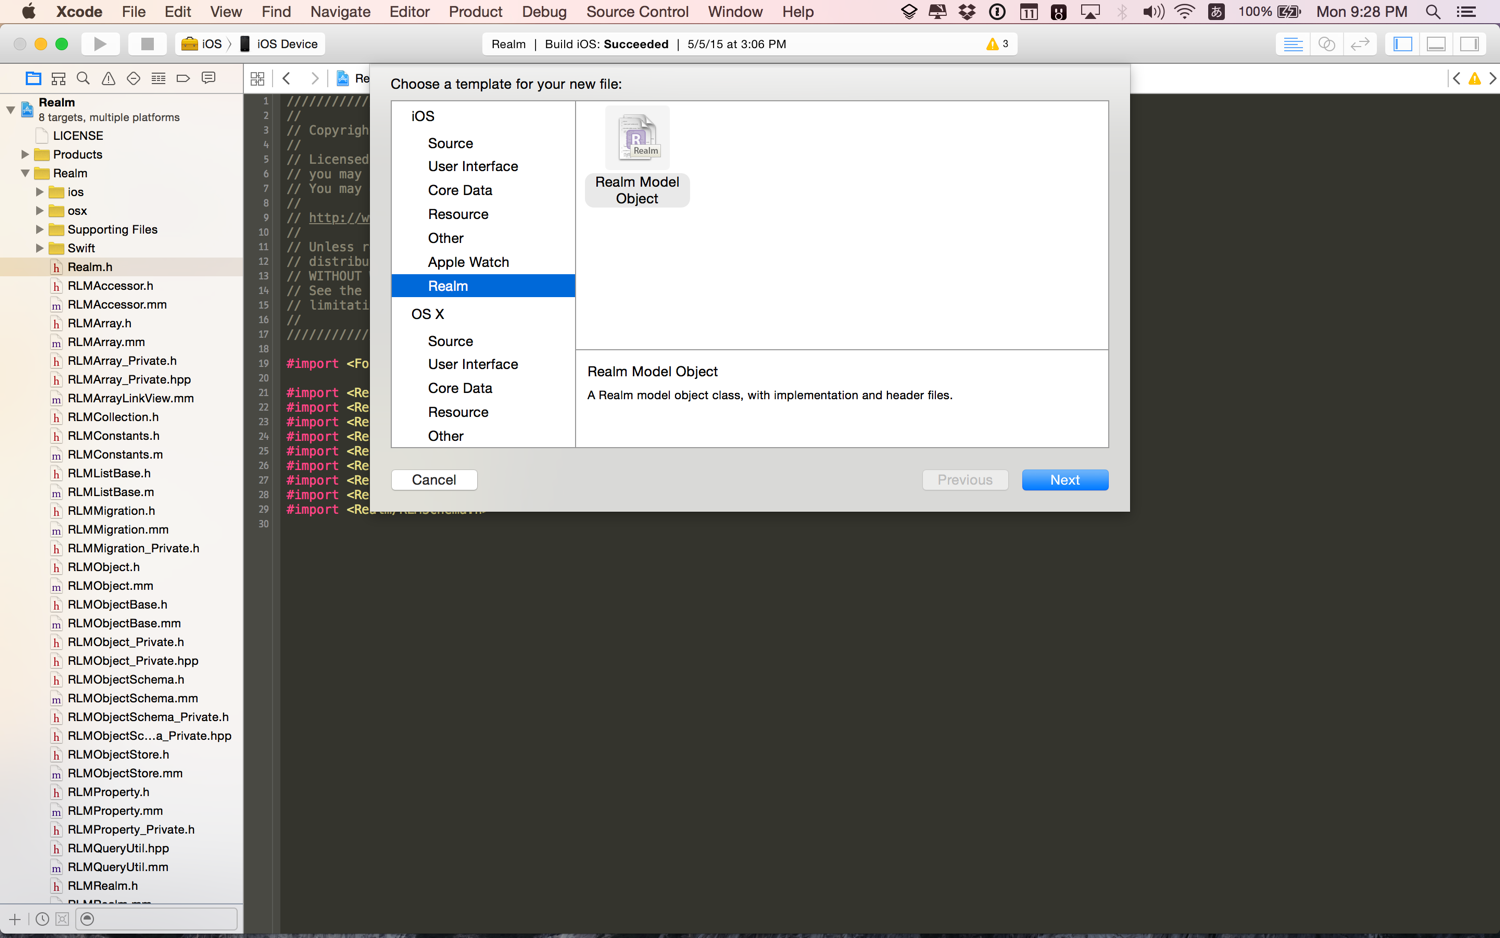 Xcode File Edit View Find Navigate Editor Product Debug Source Control Window Help
11 あ 100% Mon 9:28 PM
iOS iOS Device
Realm | Build iOS: Succeeded | 5/5/15 at 3:06 PM
3
Realm
8 targets, multiple platforms
LICENSE
Products
Realm
ios
osx
Supporting Files
Swift
Realm.h
RLMAccessor.h
RLMAccessor.mm
RLMArray.h
RLMArray.mm
RLMArray_Private.h
RLMArray_Private.hpp
RLMArrayLinkView.mm
RLMCollection.h
RLMConstants.h
RLMConstants.m
RLMListBase.h
RLMListBase.m
RLMMigration.h
RLMMigration.mm
RLMMigration_Private.h
RLMObject.h
RLMObject.mm
RLMObjectBase.h
RLMObjectBase.mm
RLMObject_Private.h
RLMObject_Private.hpp
RLMObjectSchema.h
RLMObjectSchema.mm
RLMObjectSchema_Private.h
RLMObjectSc...a_Private.hpp
RLMObjectStore.h
RLMObjectStore.mm
RLMProperty.h
RLMProperty.mm
RLMProperty_Private.h
RLMQueryUtil.hpp
RLMQueryUtil.mm
RLMRealm.h
RLMRealm.mm
Re
1 ////////////
2 //
3 // Copyrigh
4 //
5 // Licensed
6 // you may
7 // You may
8 //
9 // http://w
10 //
11 // Unless r
12 // distribu
13 // WITHOUT
14 // See the
15 // limitati
16 //
17 ////////////
18
19 #import <Fo
20
21 #import <Re
22 #import <Re
23 #import <Re
24 #import <Re
25 #import <Re
26 #import <Re
27 #import <Re
28 #import <Re
29 #import <Realm/RLMSchema.h>
30
Choose a template for your new file:
iOS
Source
User Interface
Core Data
Resource
Other
Apple Watch
Realm
OS X
Source
User Interface
Core Data
Resource
Other
R
Realm
Realm Model
Object
Realm Model Object
A Realm model object class, with implementation and header files.
Cancel
Previous
Next